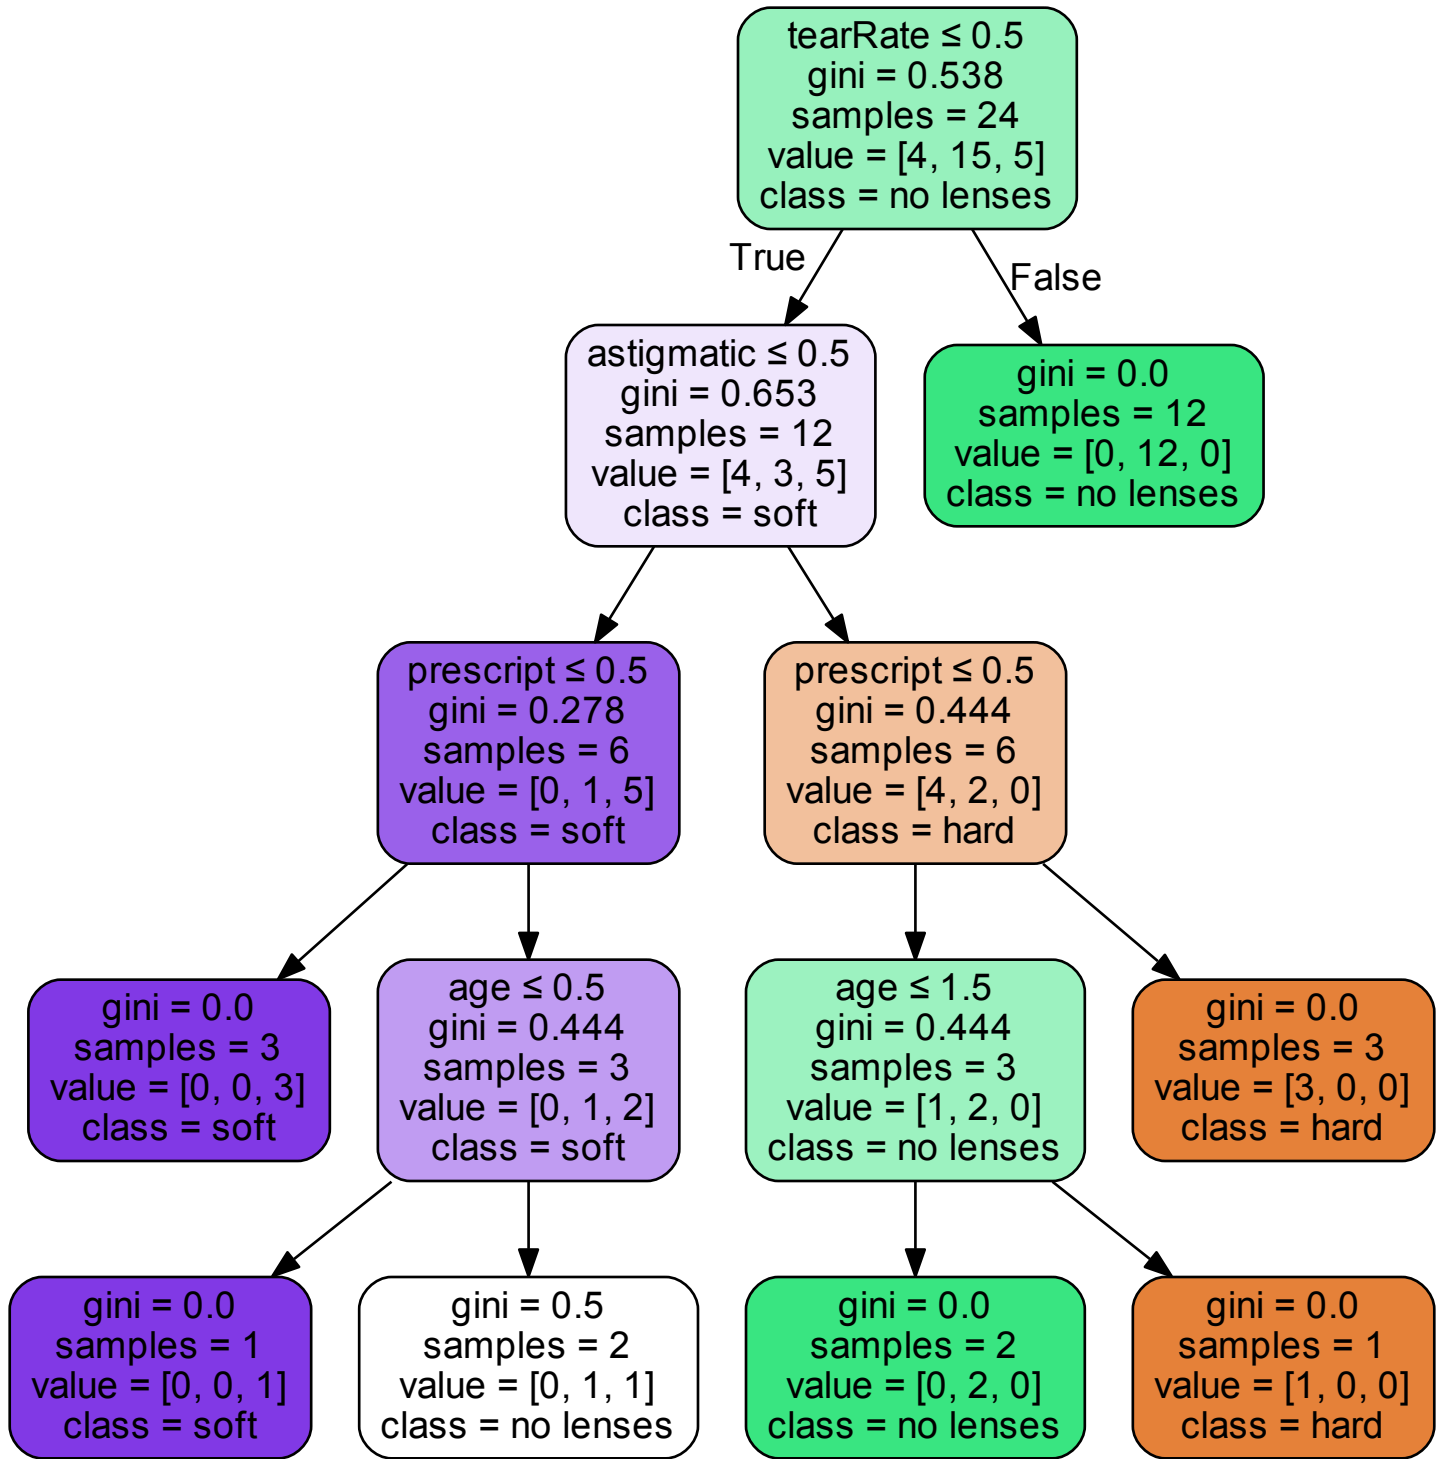 tearRate ≤ 0.5
gini = 0.538
samples = 24
value = [4, 15, 5]
class = no lenses
True
False
astigmatic ≤ 0.5
gini = 0.653
samples = 12
value = [4, 3, 5]
class = soft
gini = 0.0
samples = 12
value = [0, 12, 0]
class = no lenses
prescript ≤ 0.5
gini = 0.278
samples = 6
value = [0, 1, 5]
class = soft
prescript ≤ 0.5
gini = 0.444
samples = 6
value = [4, 2, 0]
class = hard
gini = 0.0
samples = 3
value = [0, 0, 3]
class = soft
age ≤ 0.5
gini = 0.444
samples = 3
value = [0, 1, 2]
class = soft
age ≤ 1.5
gini = 0.444
samples = 3
value = [1, 2, 0]
class = no lenses
gini = 0.0
samples = 3
value = [3, 0, 0]
class = hard
gini = 0.0
samples = 1
value = [0, 0, 1]
class = soft
gini = 0.5
samples = 2
value = [0, 1, 1]
class = no lenses
gini = 0.0
samples = 2
value = [0, 2, 0]
class = no lenses
gini = 0.0
samples = 1
value = [1, 0, 0]
class = hard